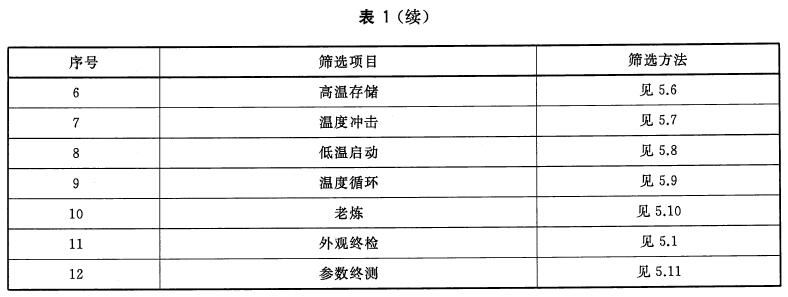 表 1（续）
序号 筛选项目 筛选方法
6 高温存储 见 5.6
7 温度冲击 见 5.7
8 低温启动 见 5.8
9 温度循环 见 5.9
10 老炼 见 5.10
11 外观终检 见 5.1
12 参数终测 见 5.11